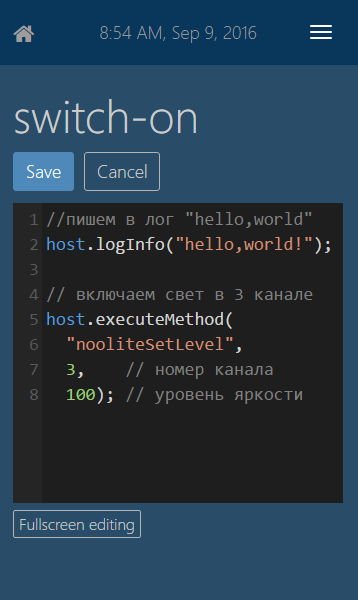 8:54 AM, Sep 9, 2016
switch-on
Save Cancel
1 //пишем в лог "hello,world"
2 host.logInfo("hello,world!");
3
4 // включаем свет в 3 канале
5 host.executeMethod(
6 "nooliteSetLevel",
7 3, // номер канала
8 100); // уровень яркости
Fullscreen editing